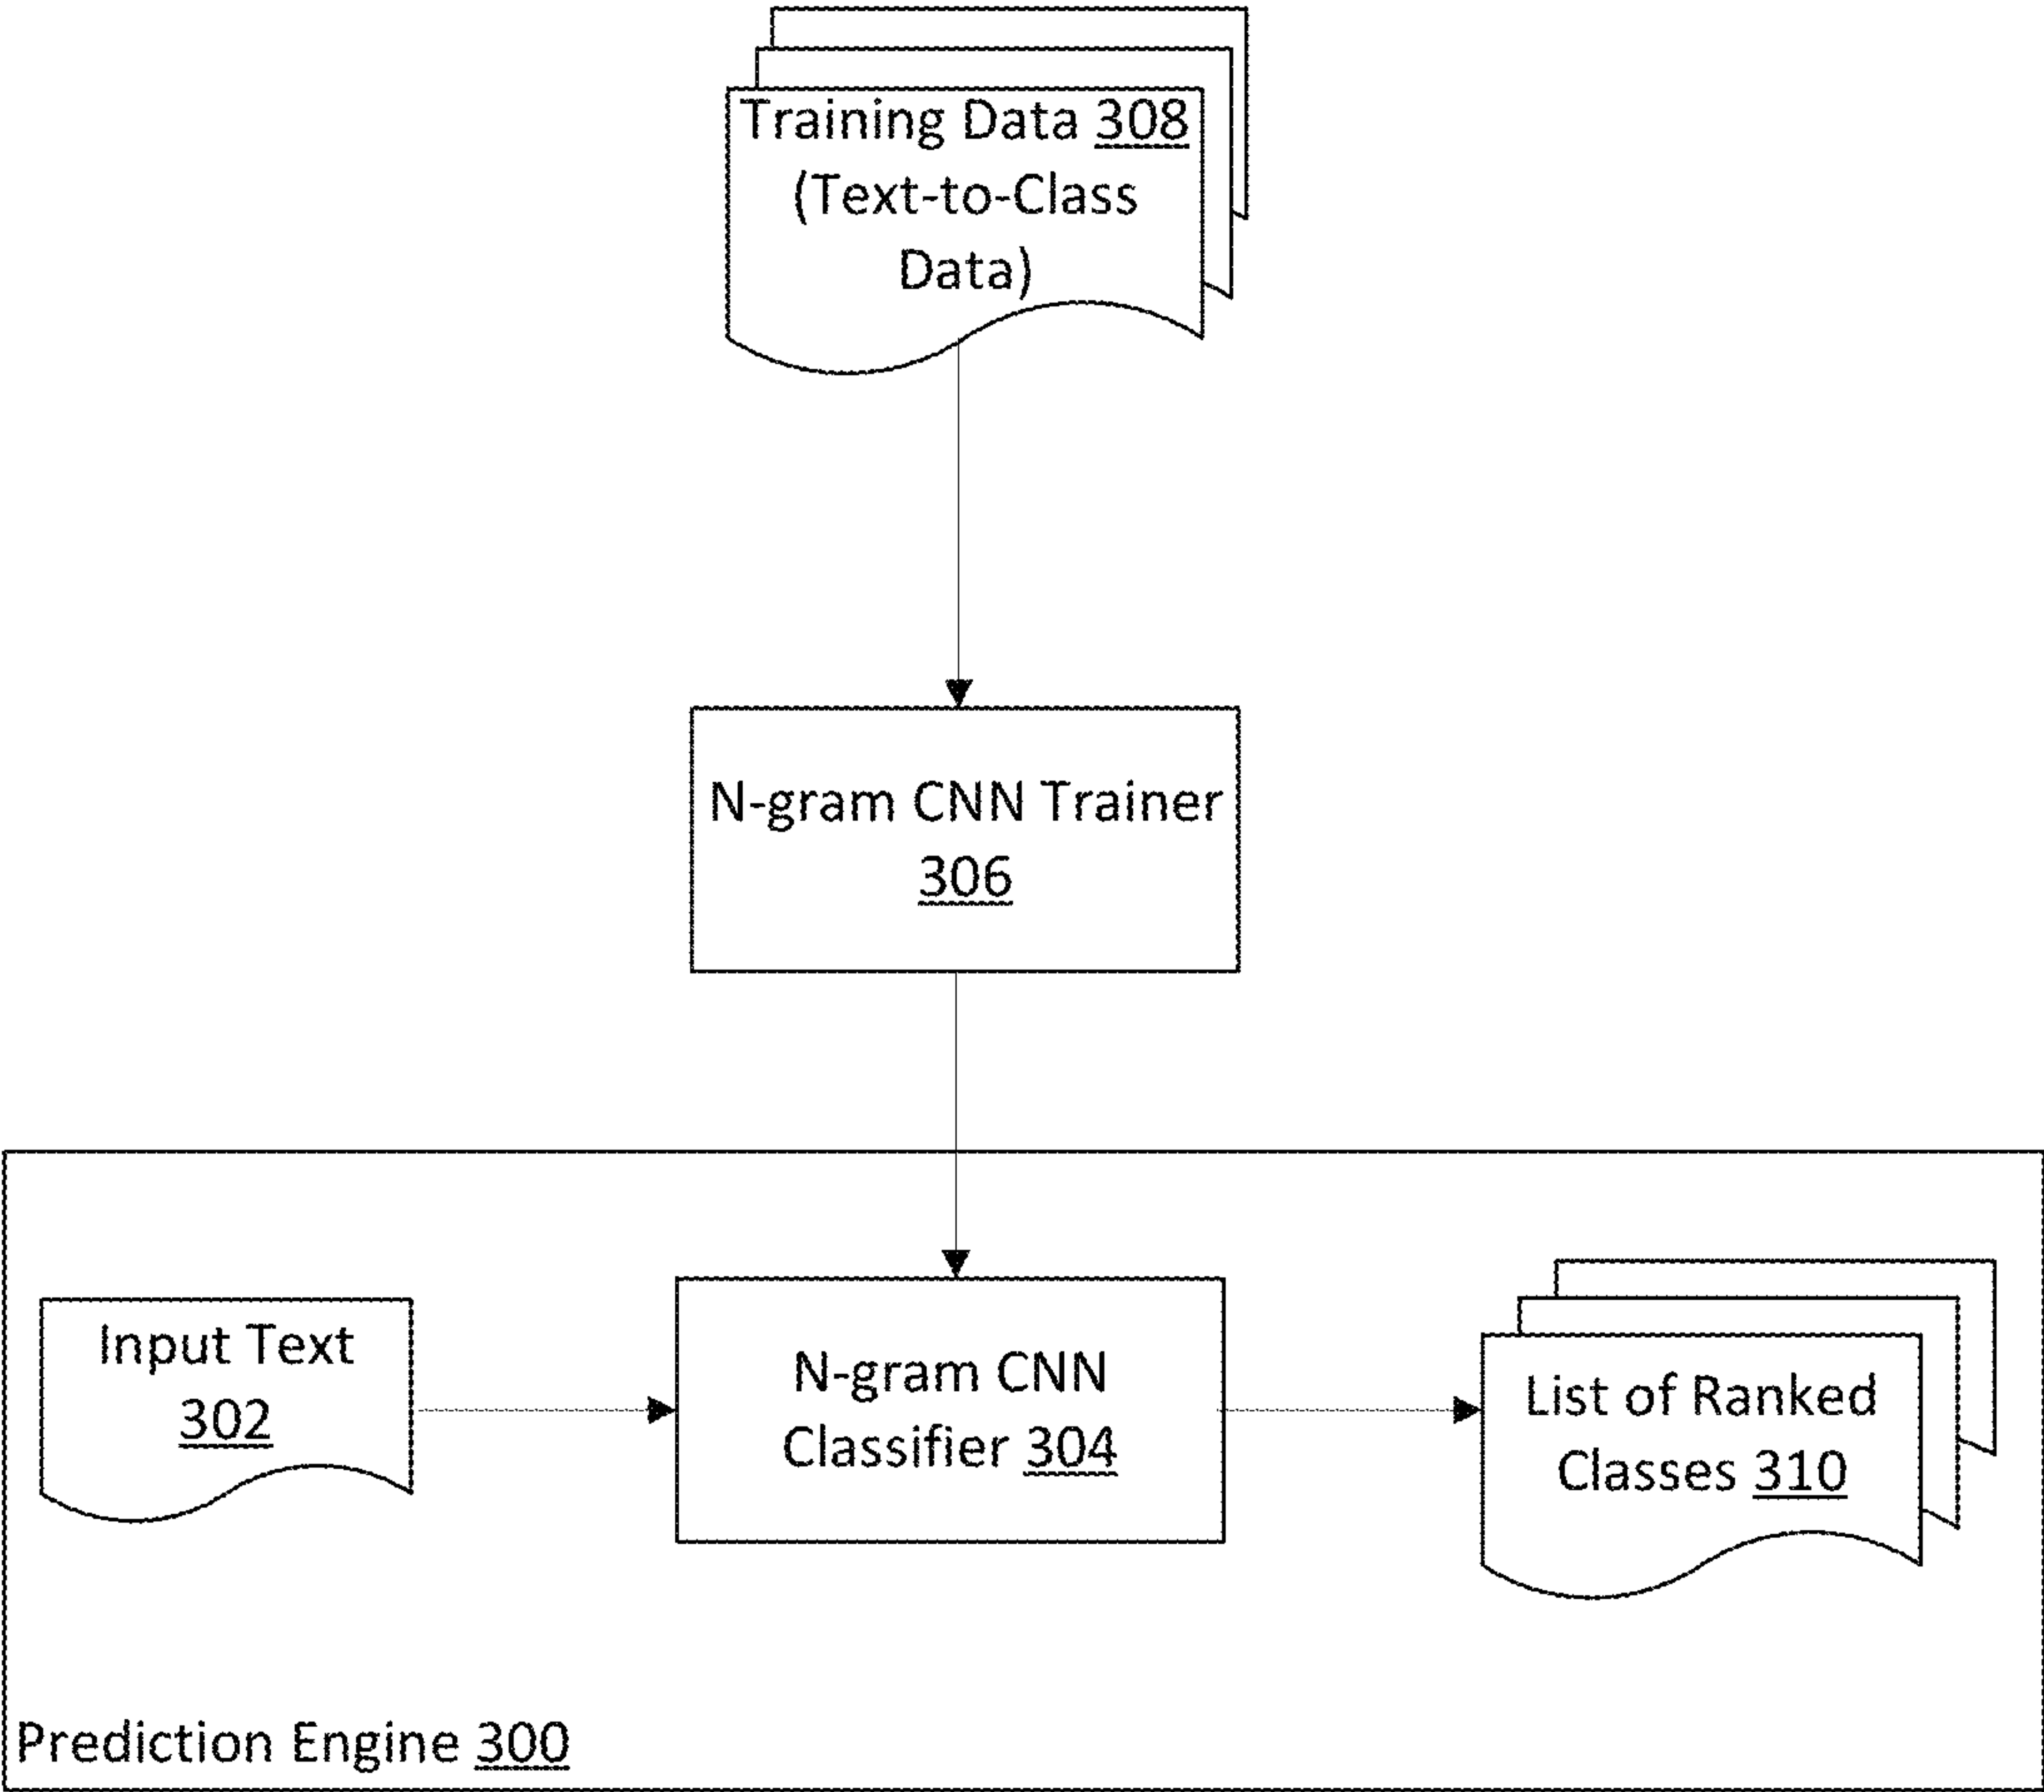 Training Data 308
(Text-to-Class
Data)
N-gram CNN Trainer
306
Input Text
302
N-gram CNN
Classifier 304
List of Ranked
Classes 310
Prediction Engine 300